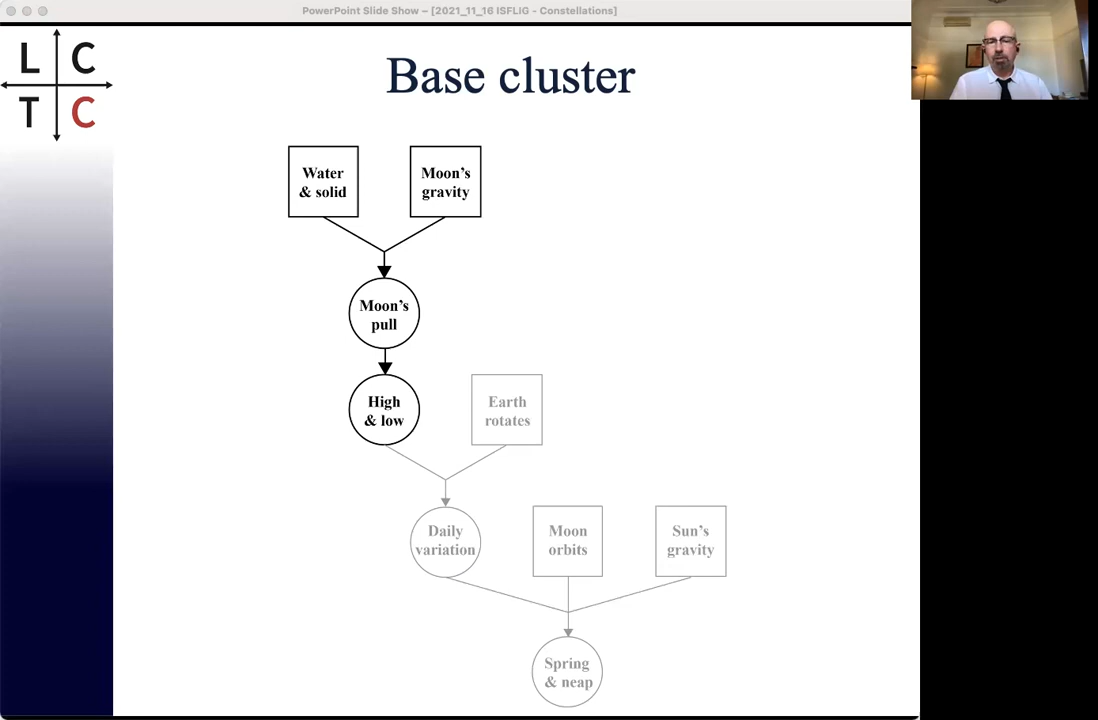 PowerPoint Slide Show – [2021_11_16 ISFLiG - Constellations]
L C
T C
Base cluster
Water
& solid
Moon’s
gravity
Moon’s
pull
High
& low
Earth
rotates
Daily
variation
Moon
orbits
Sun’s
gravity
Spring
& neap